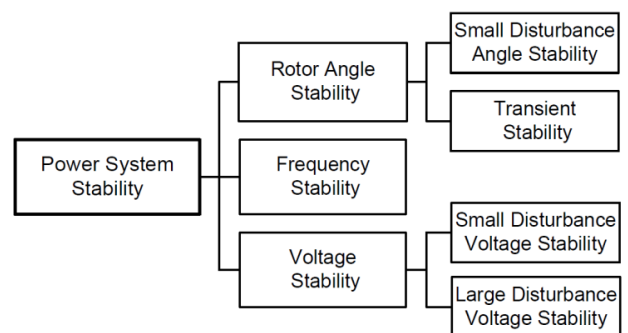 Small Disturbance
Angle Stability
Rotor Angle
Stability
Transient
Stability
Power System
Stability
Frequency
Stability
Small Disturbance
Voltage Stability
Voltage
Stability
Large Disturbance
Voltage Stability